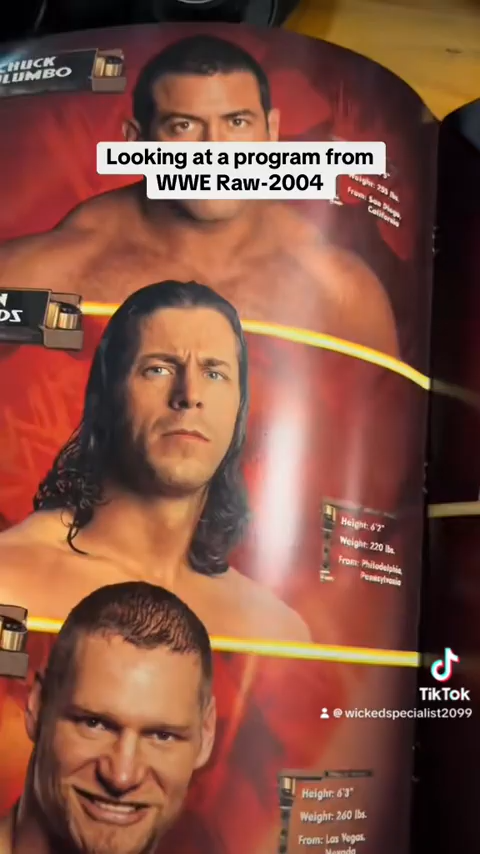 CHUCK
Looking at a program from
WWE Raw-2004
Weight: 255 lbs.
From: San Diego,
California
Height: 6'2"
Weight: 220 lbs.
From: Philadelphia,
Pennsylvania
TikTok
@wickedspecialist2099
Height: 6'3"
Weight: 260 lbs.
From: Las Vegas,
Nevada